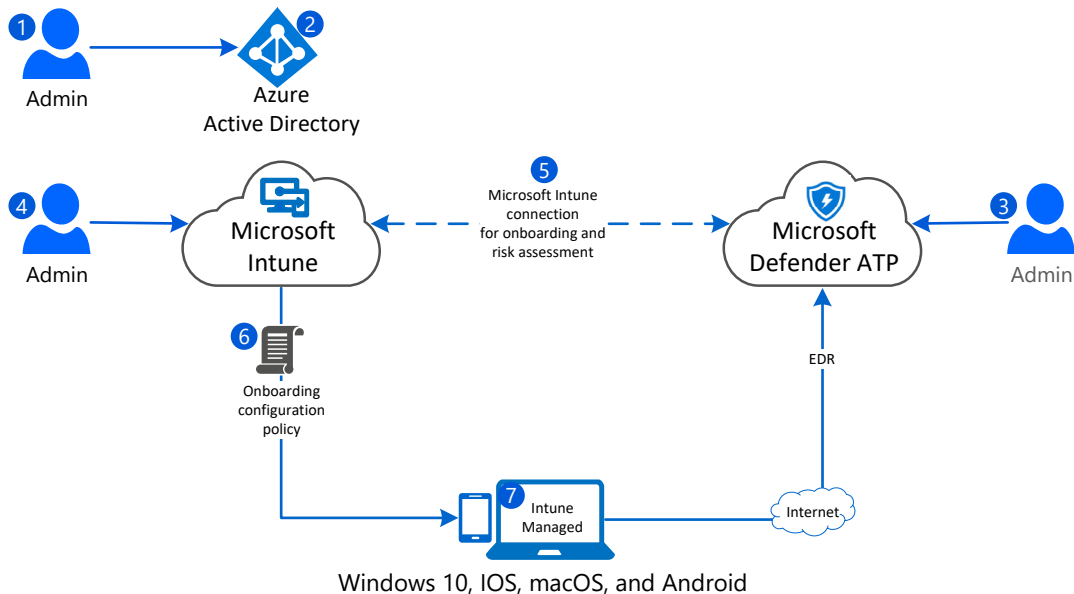 1
Admin
2
Azure
Active Directory
4
Admin
Microsoft
Intune
5
Microsoft Intune
connection
for onboarding and
risk assessment
Microsoft
Defender ATP
3
Admin
6
Onboarding
configuration
policy
EDR
7
Intune
Managed
Internet
Windows 10, IOS, macOS, and Android